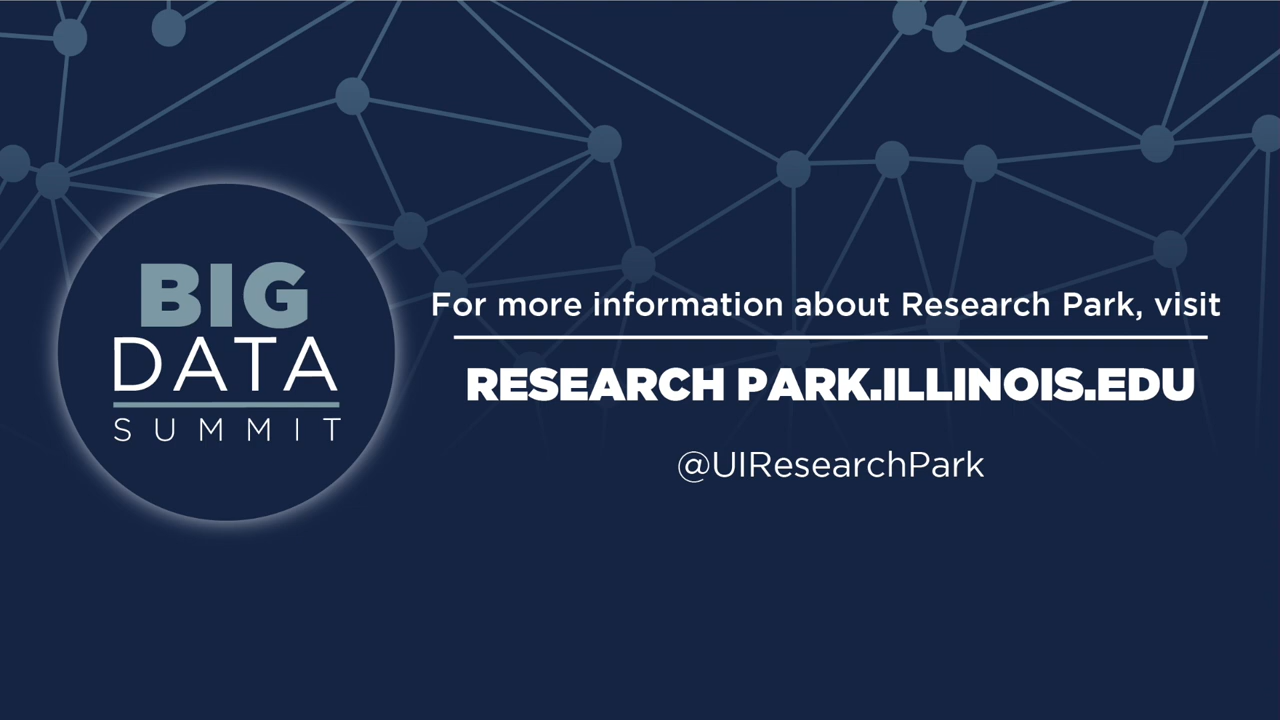 BIG
DATA
SUMMIT
For more information about Research Park, visit
RESEARCH PARK.ILLINOIS.EDU
@UIResearchPark